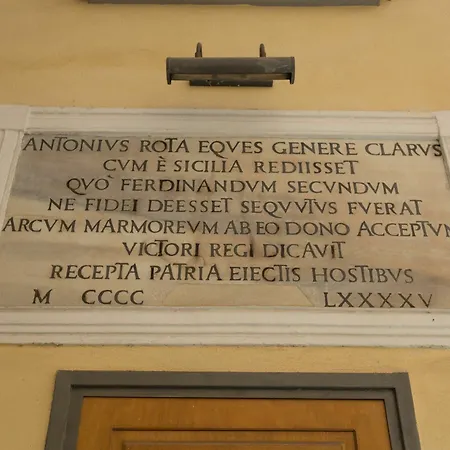 ANTONIVS ROTA EQVES GENERE CLARVS
CVM È SICILIA REDIISSET
QVÒ FERDINANDVM SECVNDVM
NE FIDEI DEESSET SEQVVTVS FVERAT
ARCVM MARMOREVM AB EO DONO ACCEPTVM
VICTORI REGI DICAVIT
RECEPTA PATRIA EIECTIS HOSTIBVS
M CCCC LXXXXV